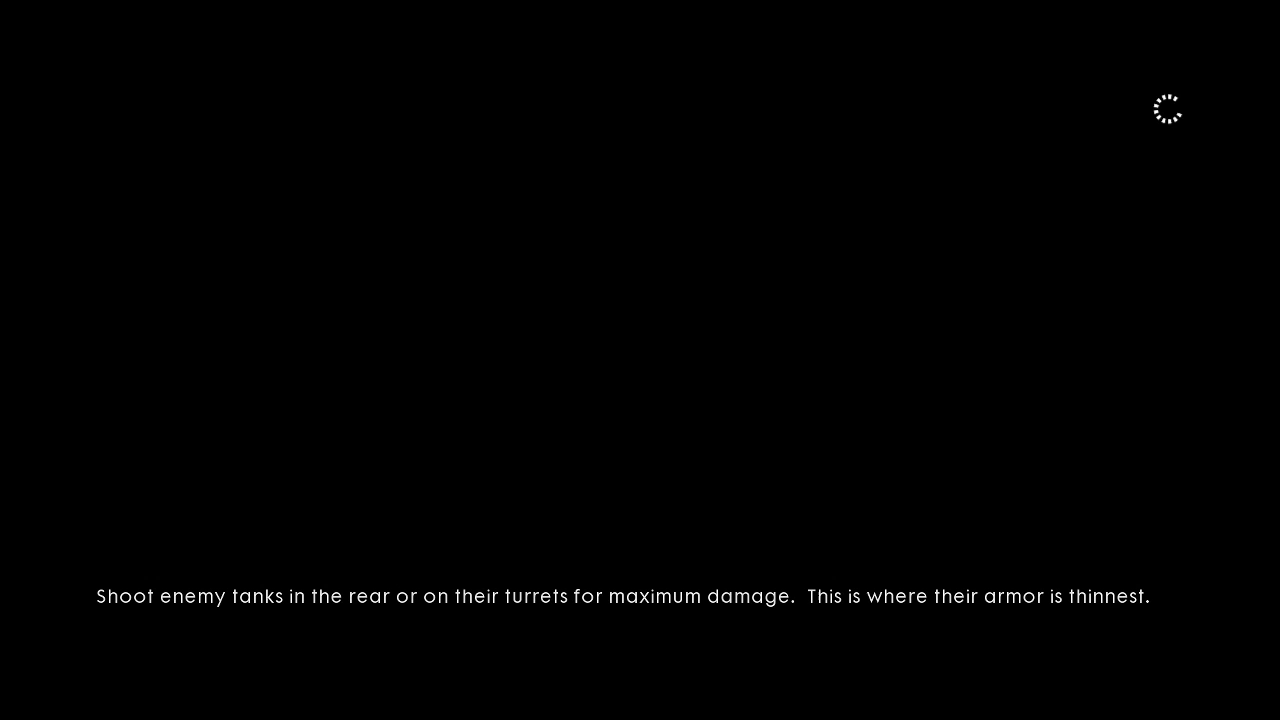 Shoot enemy tanks in the rear or on their turrets for maximum damage.  This is where their armor is thinnest.